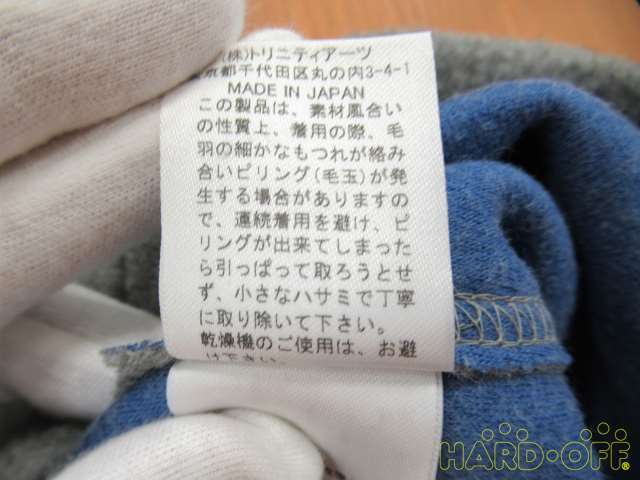 (株)トリニティアーツ
京都千代田区丸の内3-4-1
MADE IN JAPAN
この製品は、素材風合い
の性質上、着用の際、毛
羽の細かなもつれが絡み
合いピリング(毛玉)が発
生する場合がありますの
で、連続着用を避け、ピ
リングが出来てしまった
ら引っぱって取ろうとせ
ず、小さなハサミで丁寧
に取り除いて下さい。
乾燥機のご使用は、お避
け下さい。
HARD·OFF